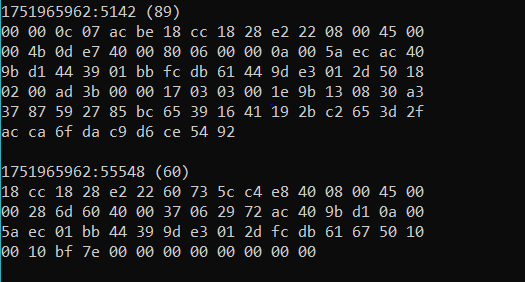 1751965962:5142 (89)
00 00 0c 07 ac be 18 cc 18 28 e2 22 08 00 45 00
00 4b 0d e7 40 00 80 06 00 00 0a 00 5a ec ac 40
9b d1 44 39 01 bb fc db 61 44 9d e3 01 2d 50 18
02 00 ad 3b 00 00 17 03 03 00 1e 9b 13 08 30 a3
37 87 59 27 85 bc 65 39 16 41 19 2b c2 65 3d 2f
ac ca 6f da c9 d6 ce 54 92
1751965962:55548 (60)
18 cc 18 28 e2 22 60 73 5c c4 e8 40 08 00 45 00
00 28 6d 60 40 00 37 06 29 72 ac 40 9b d1 0a 00
5a ec 01 bb 44 39 9d e3 01 2d fc db 61 67 50 10
00 10 bf 7e 00 00 00 00 00 00 00 00